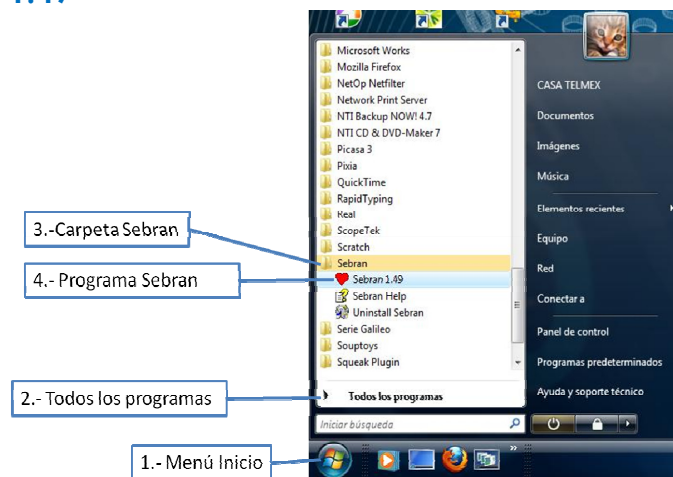 Microsoft Works
Mozilla Firefox
NetOp Netfilter
Network Print Server
NTI Backup NOW! 4.7
NTI CD & DVD-Maker 7
Picasa 3
Pixia
QuickTime
RapidTyping
Real
ScopeTek
Scratch
Sebran
Sebran 1.49
Sebran Help
Uninstall Sebran
Serie Galileo
Souptoys
Squeak Plugin
Todos los programas
Iniciar búsqueda
CASA TELMEX
Documentos
Imágenes
Música
Elementos recientes
Equipo
Red
Conectar a
Panel de control
Programas predeterminados
Ayuda y soporte técnico
3.-Carpeta Sebran
4.- Programa Sebran
2.- Todos los programas
1.- Menú Inicio